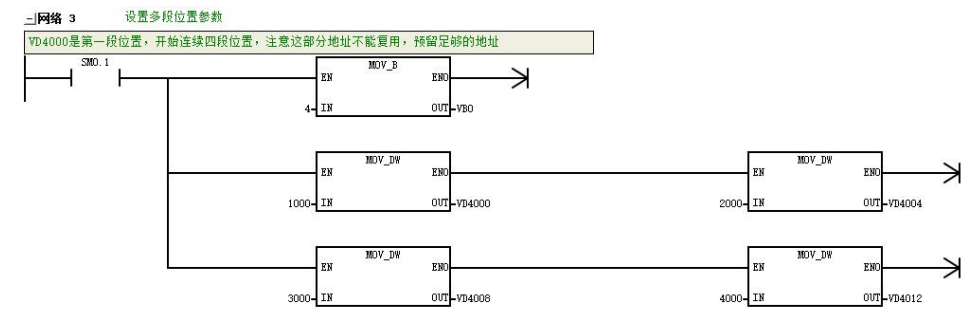 网络 3 设置多段位置参数
VD4000是第一段位置，开始连续四段位置，注意这部分地址不能复用，预留足够的地址
SM0.1
MOV_B
EN ENO
4 IN OUT VB0
MOV_DW MOV_DW
EN ENO EN ENO
1000 IN OUT VD4000 2000 IN OUT VD4004
MOV_DW MOV_DW
EN ENO EN ENO
3000 IN OUT VD4008 4000 IN OUT VD4012